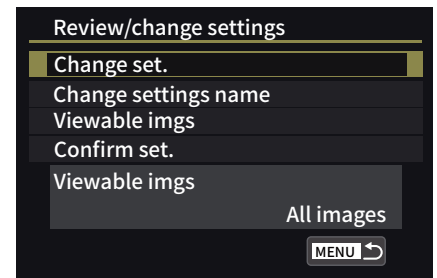 Review/change settings
Change set.
Change settings name
Viewable imgs
Confirm set.
Viewable imgs
All images
MENU